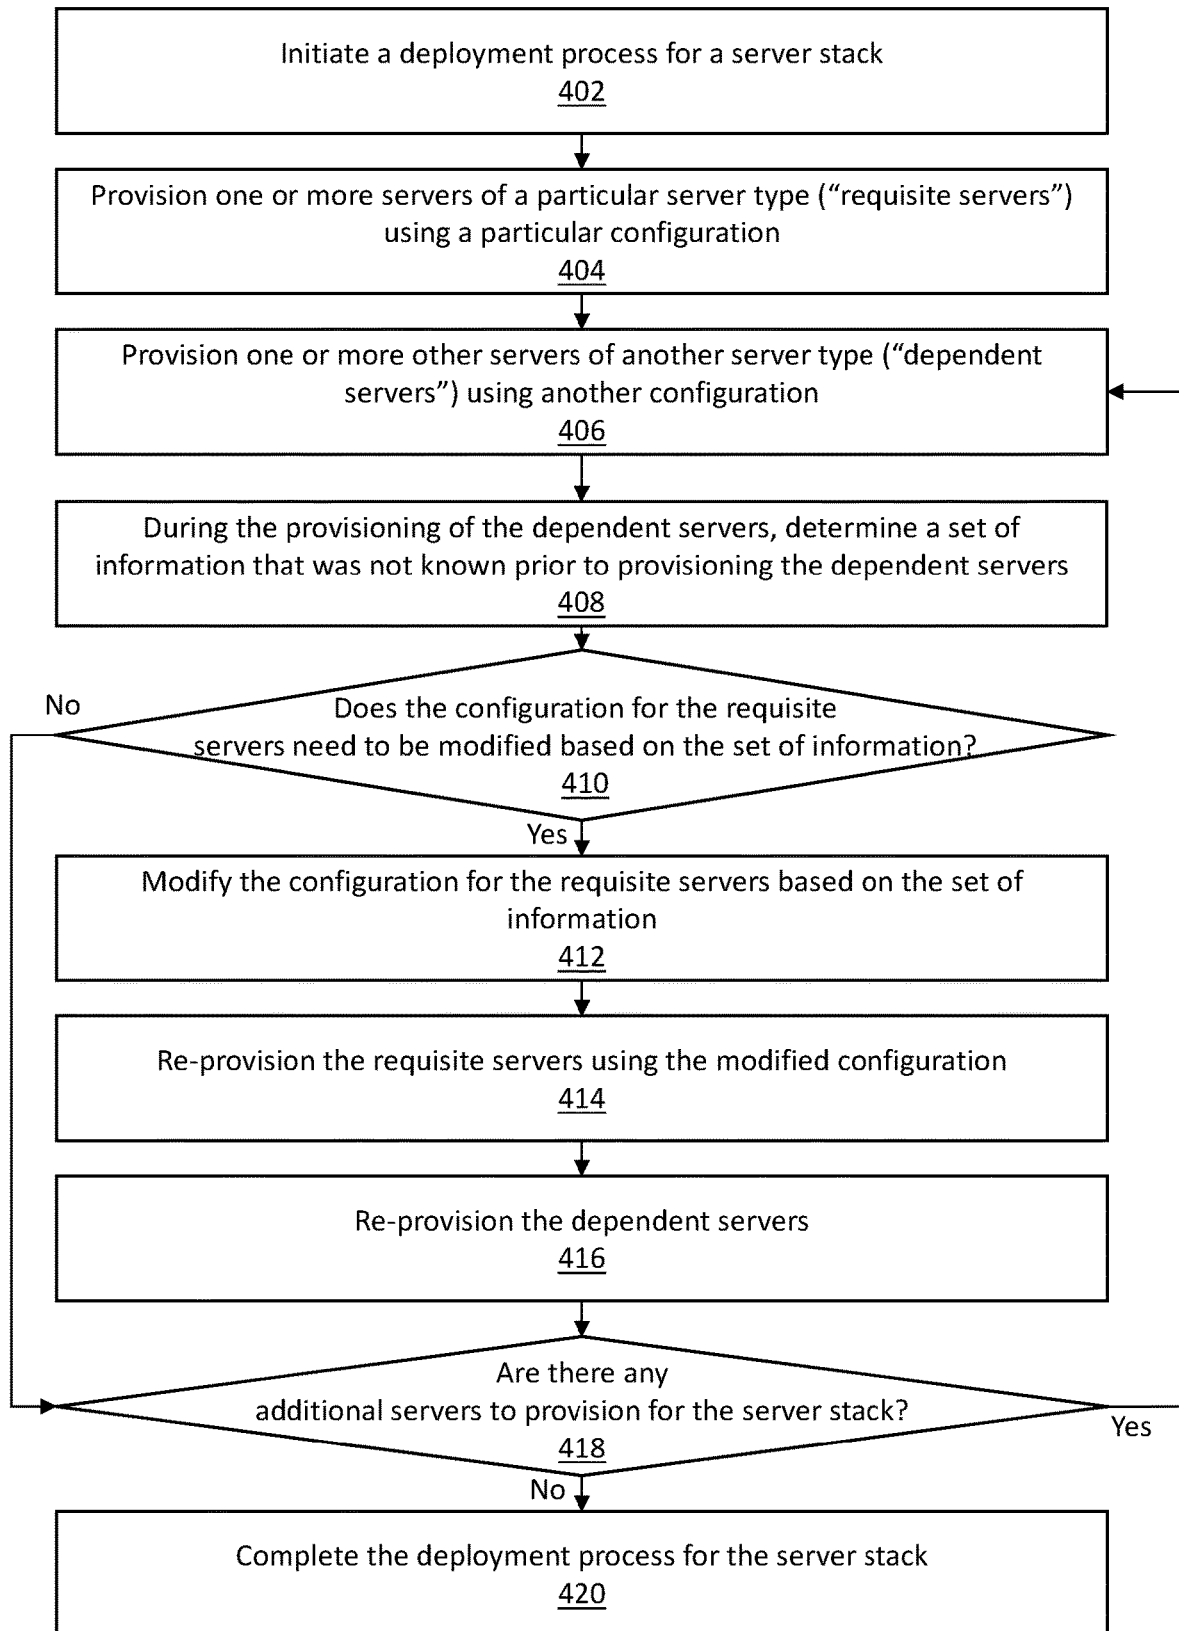 Initiate a deployment process for a server stack
402
Provision one or more servers of a particular server type (“requisite servers”)
using a particular configuration
404
Provision one or more other servers of another server type (“dependent
servers”) using another configuration
406
During the provisioning of the dependent servers, determine a set of
information that was not known prior to provisioning the dependent servers
408
No
Does the configuration for the requisite
servers need to be modified based on the set of information?
410
Yes
Modify the configuration for the requisite servers based on the set of
information
412
Re-provision the requisite servers using the modified configuration
414
Re-provision the dependent servers
416
Are there any
additional servers to provision for the server stack?
418
Yes
No
Complete the deployment process for the server stack
420